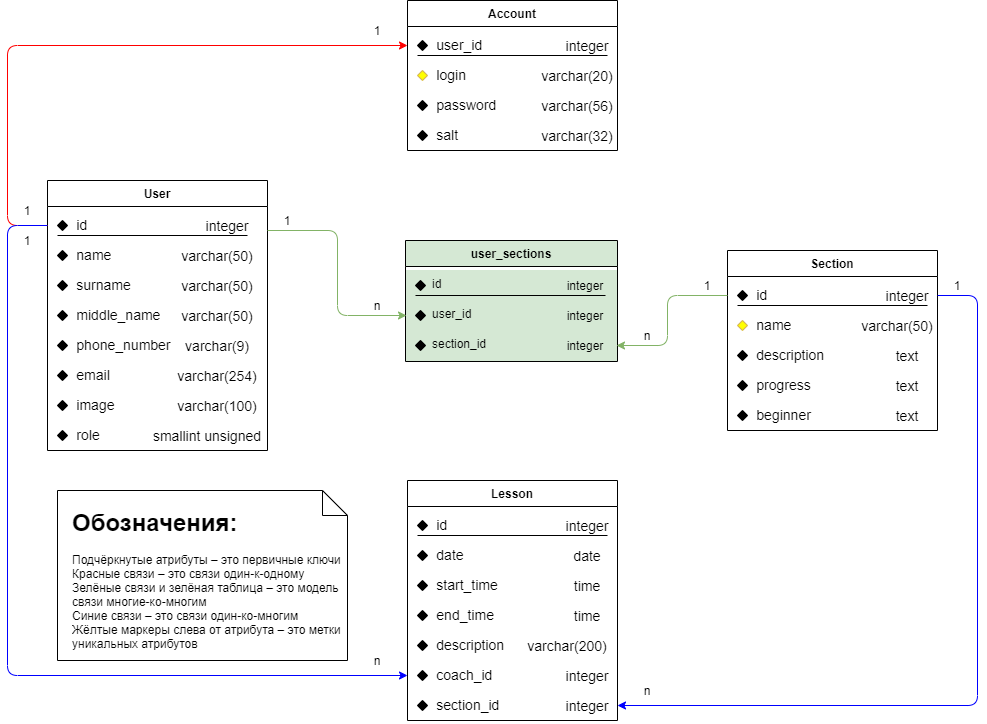 Account
1
user_id integer
login varchar(20)
password varchar(56)
salt varchar(32)
User
1
id integer
1
name varchar(50)
surname varchar(50)
middle_name varchar(50)
phone_number varchar(9)
email varchar(254)
image varchar(100)
role smallint unsigned
1
n
user_sections
id integer
user_id integer
section_id integer
1
n
Section
id integer
1
name varchar(50)
description text
progress text
beginner text
Обозначения:
Подчёркнутые атрибуты – это первичные ключи
Красные связи – это связи один-к-одному
Зелёные связи и зелёная таблица – это модель
связи многие-ко-многим
Синие связи – это связи один-ко-многим
Жёлтые маркеры слева от атрибута – это метки
уникальных атрибутов
Lesson
id integer
date date
start_time time
end_time time
description varchar(200)
n
coach_id integer
section_id integer
n